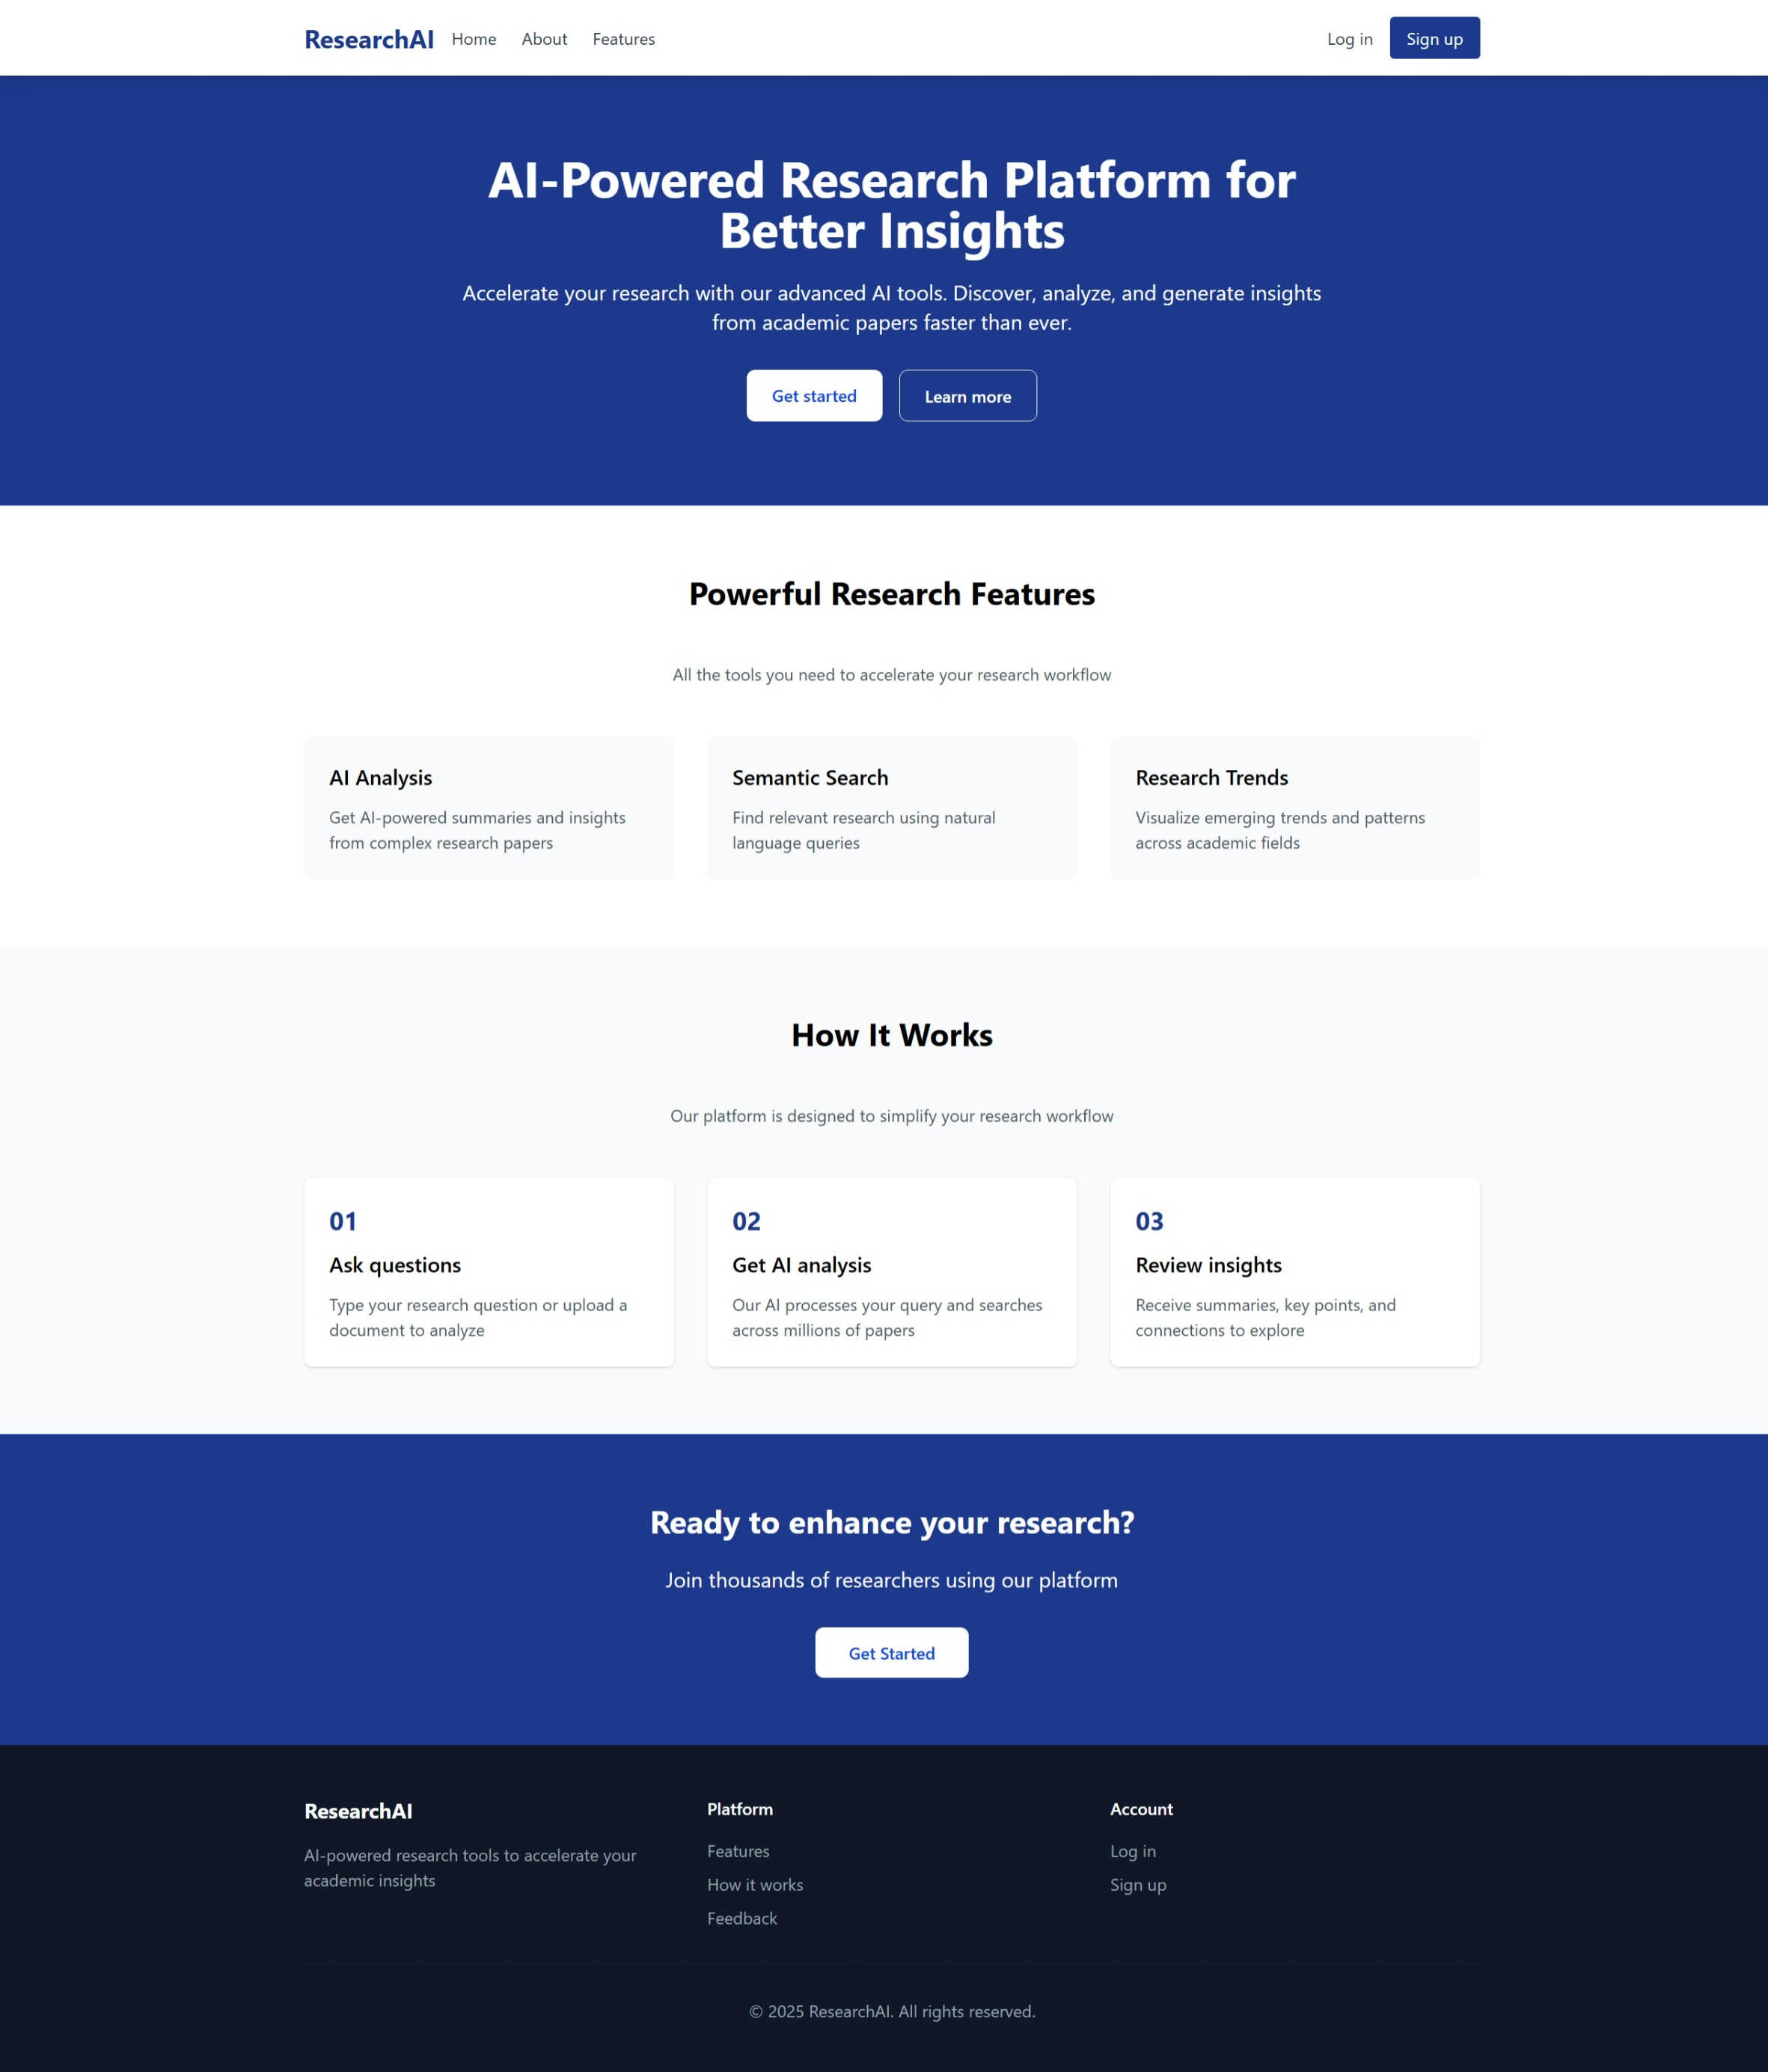 ResearchAI
Home
About
Features
Log in
Sign up
AI-Powered Research Platform for
Better Insights
Accelerate your research with our advanced AI tools. Discover, analyze, and generate insights
from academic papers faster than ever.
Get started
Learn more
Powerful Research Features
All the tools you need to accelerate your research workflow
AI Analysis
Get AI-powered summaries and insights
from complex research papers
Semantic Search
Find relevant research using natural
language queries
Research Trends
Visualize emerging trends and patterns
across academic fields
How It Works
Our platform is designed to simplify your research workflow
01
Ask questions
Type your research question or upload a
document to analyze
02
Get AI analysis
Our AI processes your query and searches
across millions of papers
03
Review insights
Receive summaries, key points, and
connections to explore
Ready to enhance your research?
Join thousands of researchers using our platform
Get Started
ResearchAI
AI-powered research tools to accelerate your
academic insights
Platform
Features
How it works
Feedback
Account
Log in
Sign up
© 2025 ResearchAI. All rights reserved.